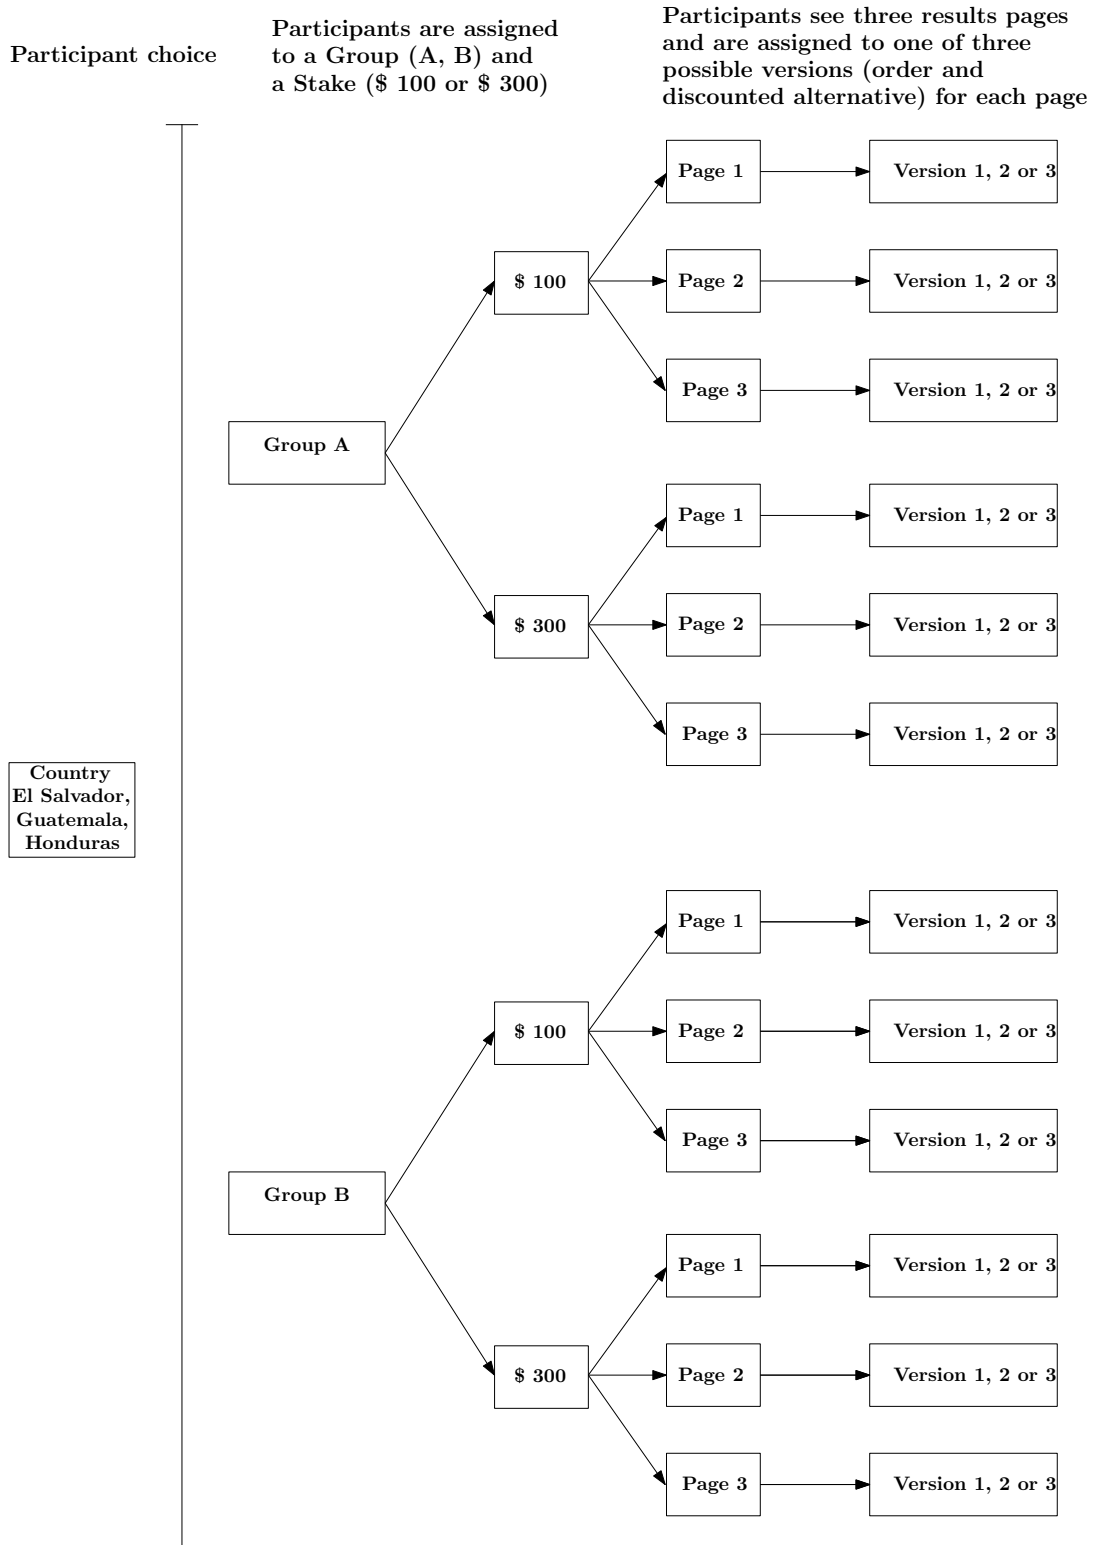 Participant choice
Participants are assigned
to a Group (A, B) and
a Stake ($ 100 or $ 300)
Participants see three results pages
and are assigned to one of three
possible versions (order and
discounted alternative) for each page
Country
El Salvador,
Guatemala,
Honduras
Group A
$ 100
Page 1
Version 1, 2 or 3
Page 2
Version 1, 2 or 3
Page 3
Version 1, 2 or 3
$ 300
Page 1
Version 1, 2 or 3
Page 2
Version 1, 2 or 3
Page 3
Version 1, 2 or 3
Group B
$ 100
Page 1
Version 1, 2 or 3
Page 2
Version 1, 2 or 3
Page 3
Version 1, 2 or 3
$ 300
Page 1
Version 1, 2 or 3
Page 2
Version 1, 2 or 3
Page 3
Version 1, 2 or 3